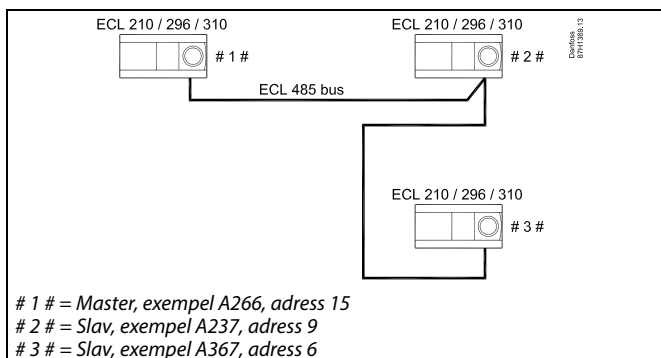 ECL 210 / 296 / 310
ECL 210 / 296 / 310
# 1 #
# 2 #
Danfoss
87H1369.13
ECL 485 bus
ECL 210 / 296 / 310
# 3 #
# 1 # = Master, exempel A266, adress 15
# 2 # = Slav, exempel A237, adress 9
# 3 # = Slav, exempel A367, adress 6